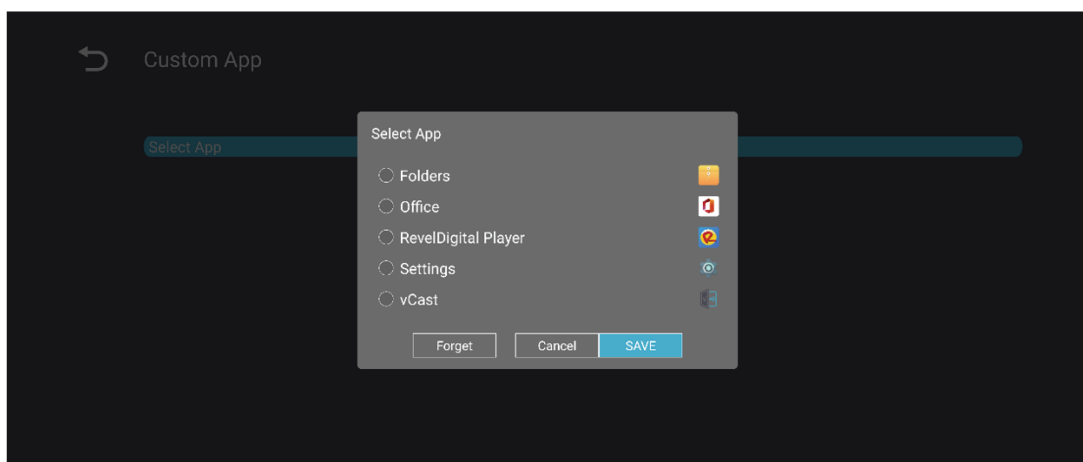 Custom App
Select App
Select App
Folders
Office
RevelDigital Player
Settings
vCast
Forget Cancel SAVE